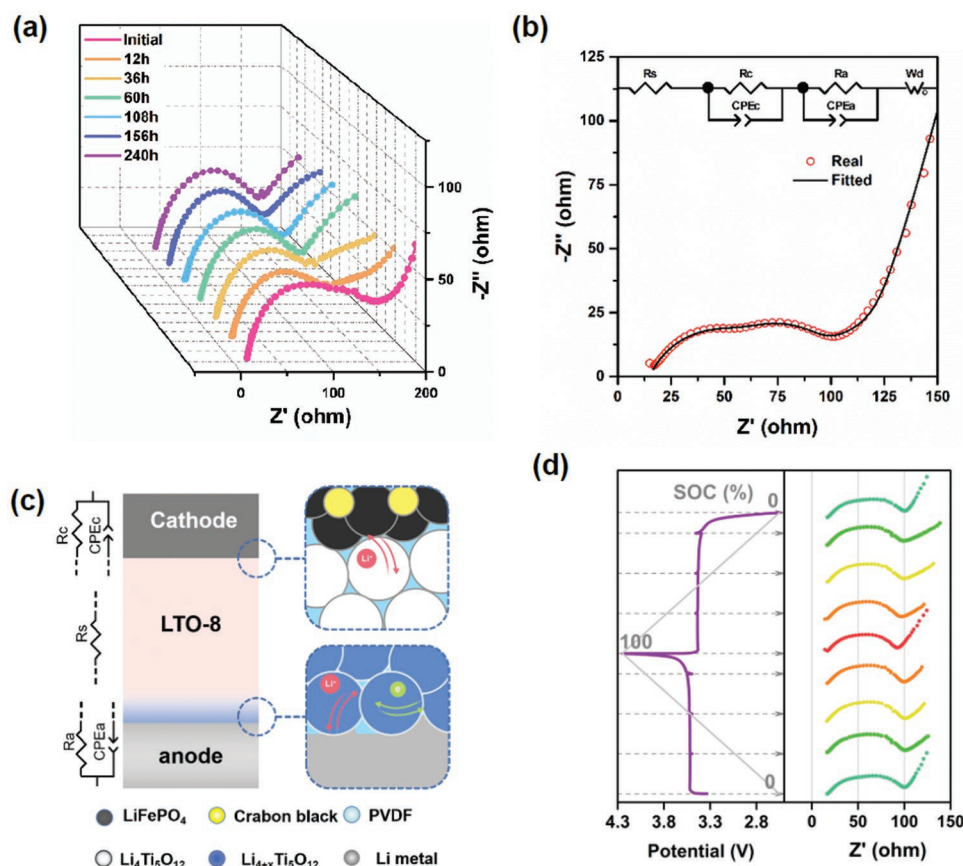 (a)
Initial
12h
36h
60h
108h
156h
240h
100
50
0
-Z'' (ohm)
0
100
200
Z' (ohm)
(b)
125
100
75
50
25
0
-Z'' (ohm)
Rs
Rc
Ra
Wd
CPEc
CPEa
Real
Fitted
0
25
50
75
100
125
150
Z' (ohm)
(c)
Rc
CPEc
Rs
Ra
CPEa
Cathode
LTO-8
anode
Li⁺
Li⁺
e
LiFePO₄
Crabon black
PVDF
Li₄Ti₅O₁₂
Li₄₊ₓTi₅O₁₂
Li metal
(d)
SOC (%)
0
100
0
4.3
3.8
3.3
2.8
Potential (V)
0
50
100
150
Z' (ohm)